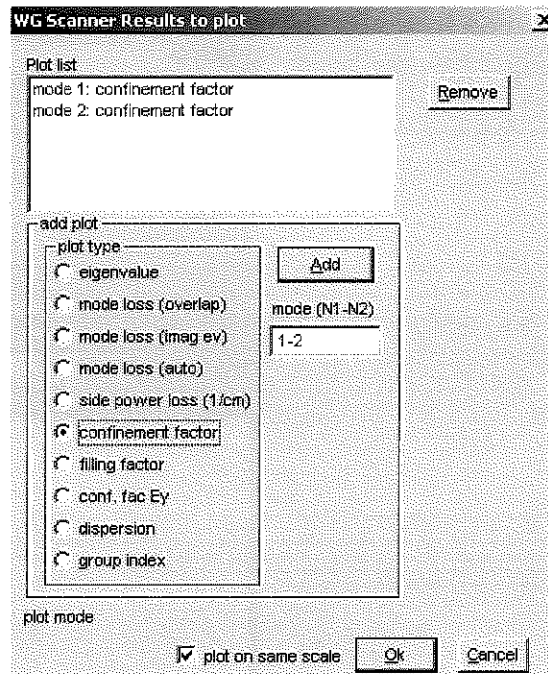 WG Scanner Results to plot
Plot list
mode 1: confinement factor
mode 2: confinement factor
Remove
add plot
plot type
eigenvalue
mode loss (overlap)
mode loss (imag ev)
mode loss (auto)
side power loss (1/cm)
confinement factor
filling factor
conf. fac Ey
dispersion
group index
Add
mode (N1-N2)
1-2
plot mode
plot on same scale
Ok
Cancel